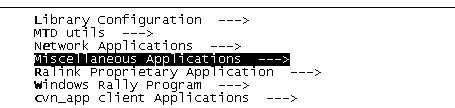 Library Configuration  --->
MTD utils  --->
Network Applications  --->
Miscellaneous Applications  --->
Ralink Proprietary Application  --->
Windows Rally Program  --->
cvn_app client Applications  --->